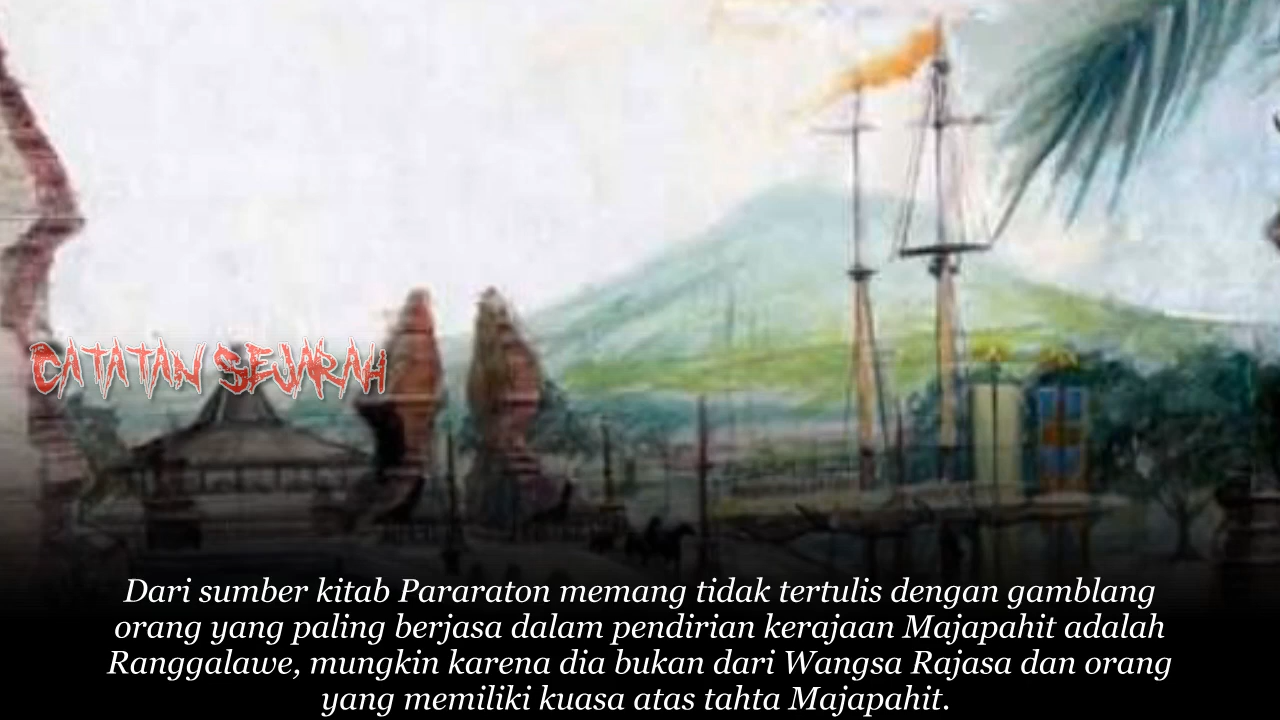 CATATAN SEJARAH
Dari sumber kitab Pararaton memang tidak tertulis dengan gamblang
orang yang paling berjasa dalam pendirian kerajaan Majapahit adalah
Ranggalawe, mungkin karena dia bukan dari Wangsa Rajasa dan orang
yang memiliki kuasa atas tahta Majapahit.